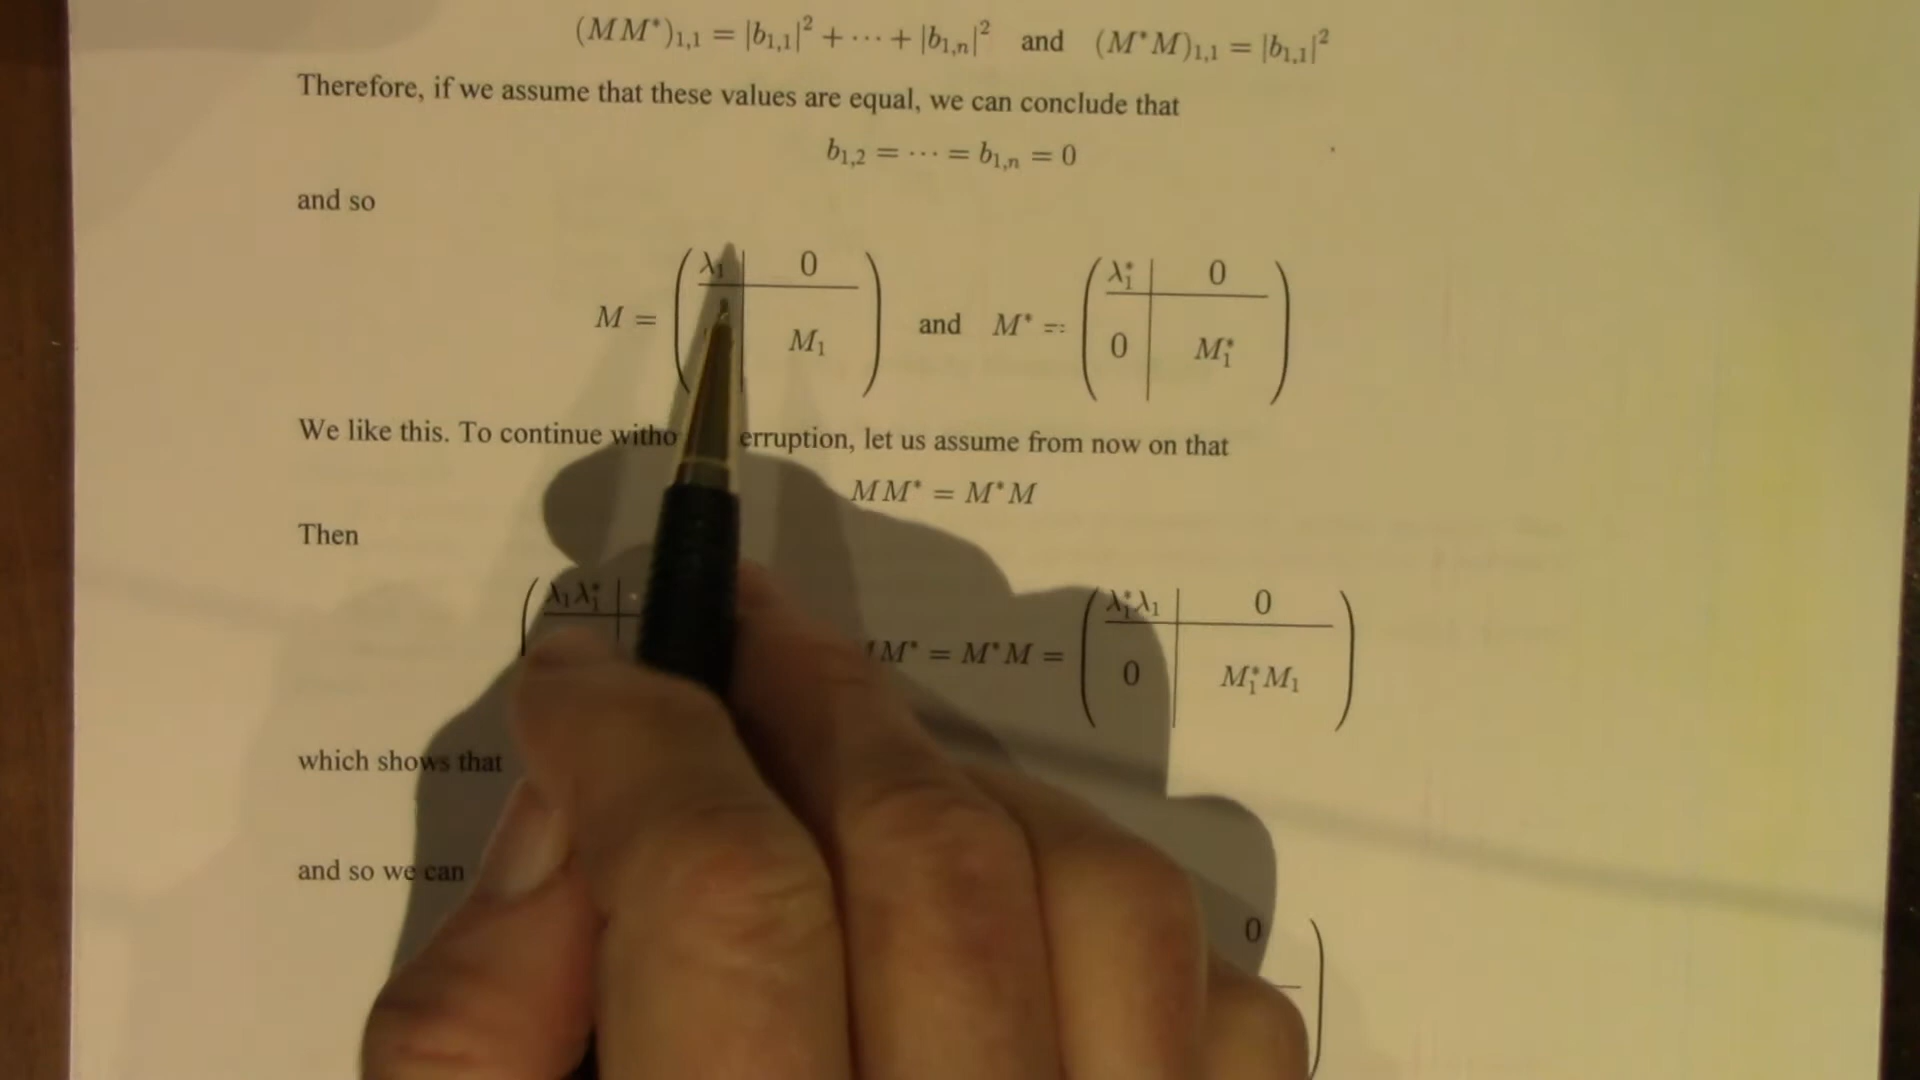 (MM*)₁,₁ = |b₁,₁|² + ··· + |b₁,ₙ|² and (M*M)₁,₁ = |b₁,₁|²
Therefore, if we assume that these values are equal, we can conclude that
b₁,₂ = ··· = b₁,ₙ = 0
and so
M = ( λ₁ | 0 ; M₁ ) and M* = ( λ₁* | 0 ; 0 | M₁* )
We like this. To continue erruption, let us assume from now on that
MM* = M*M
Then
( λ₁λ₁* | M* = M*M = ( λ₁*λ₁ | 0 ; 0 | M₁*M₁ )
which shows that
and so we can
0